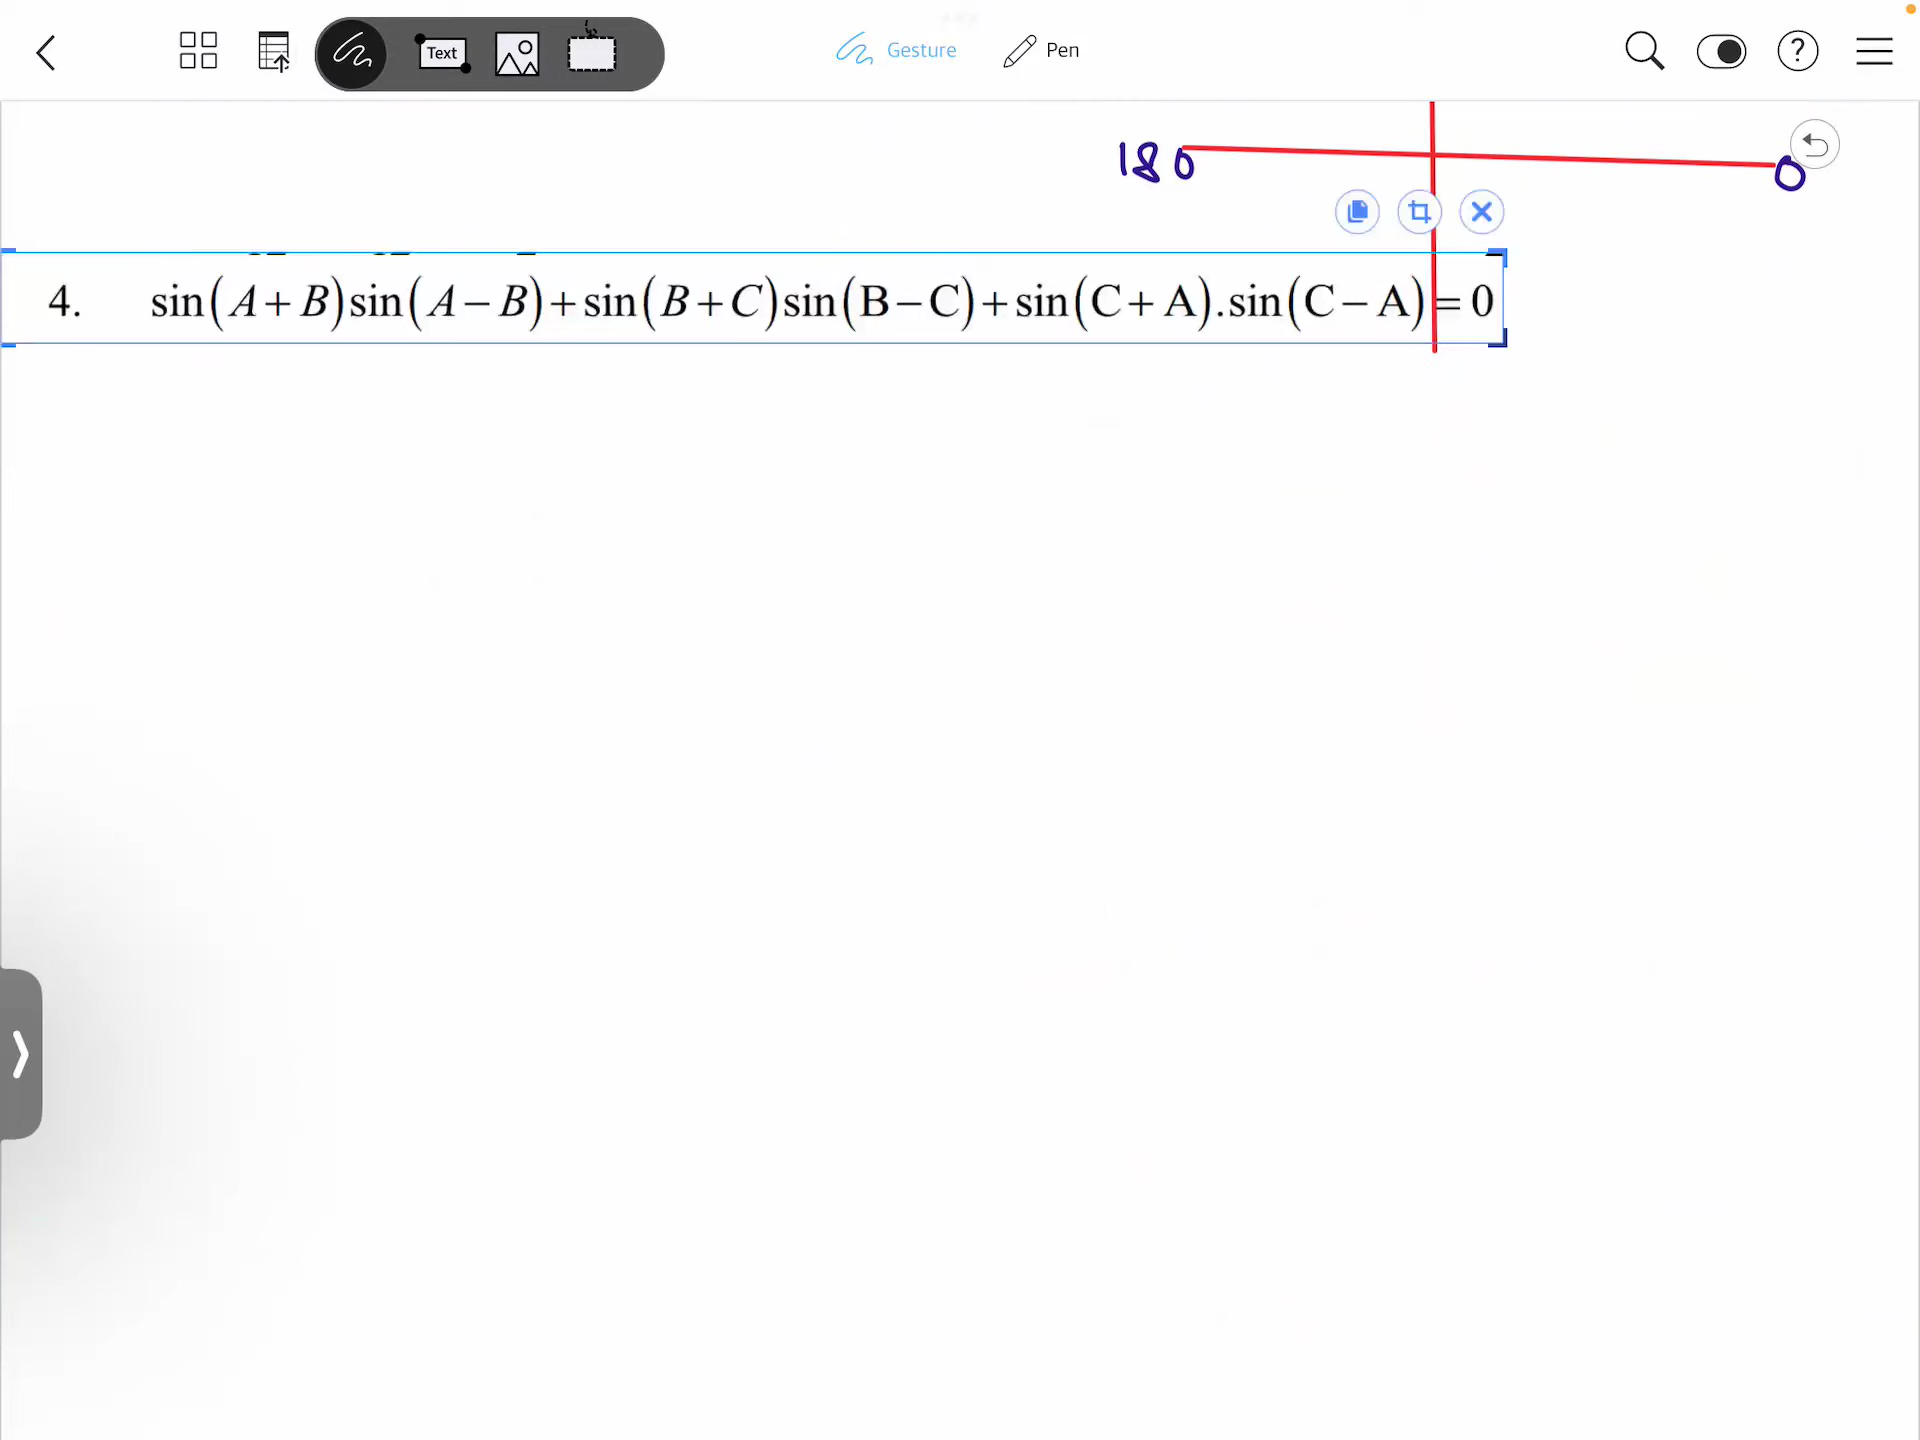 Text Gesture Pen ?
180 0
4. sin(A+B)sin(A−B)+sin(B+C)sin(B−C)+sin(C+A).sin(C−A)=0